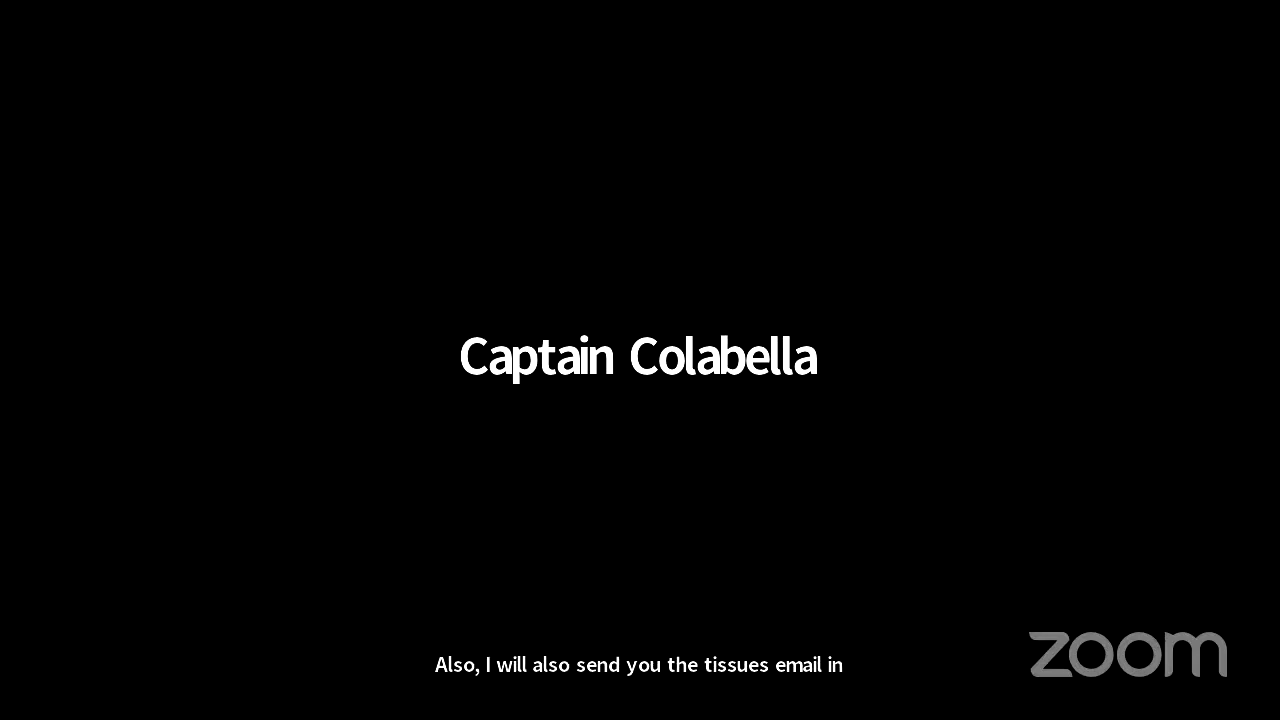 Captain Colabella
Also, I will also send you the tissues email in
zoom